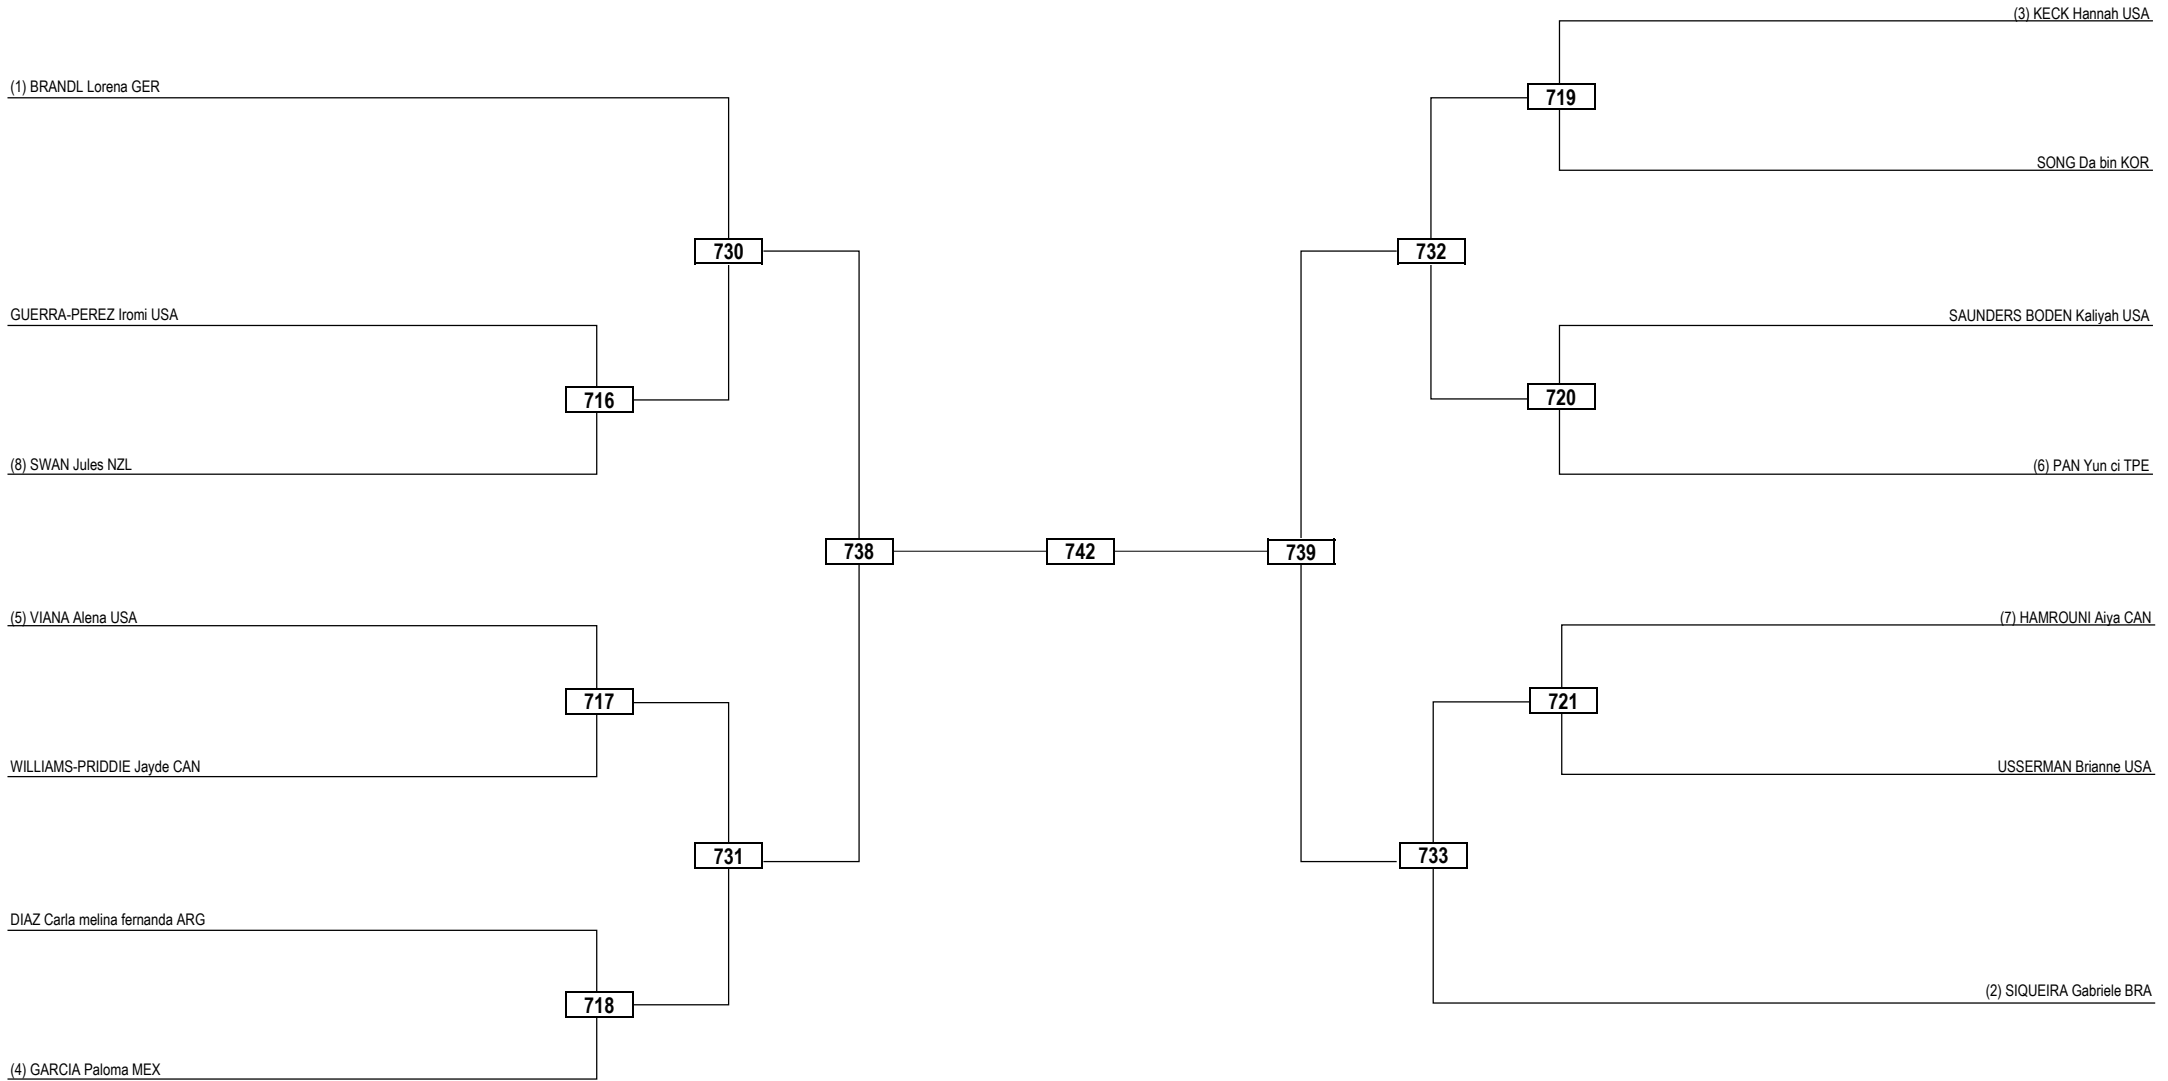 (3) KECK Hannah USA
(1) BRANDL Lorena GER
719
SONG Da bin KOR
730
732
GUERRA-PEREZ Iromi USA
SAUNDERS BODEN Kaliyah USA
716
720
(8) SWAN Jules NZL
(6) PAN Yun ci TPE
738
742
739
(5) VIANA Alena USA
(7) HAMROUNI Aiya CAN
717
721
WILLIAMS-PRIDDIE Jayde CAN
USSERMAN Brianne USA
731
733
DIAZ Carla melina fernanda ARG
(2) SIQUEIRA Gabriele BRA
718
(4) GARCIA Paloma MEX